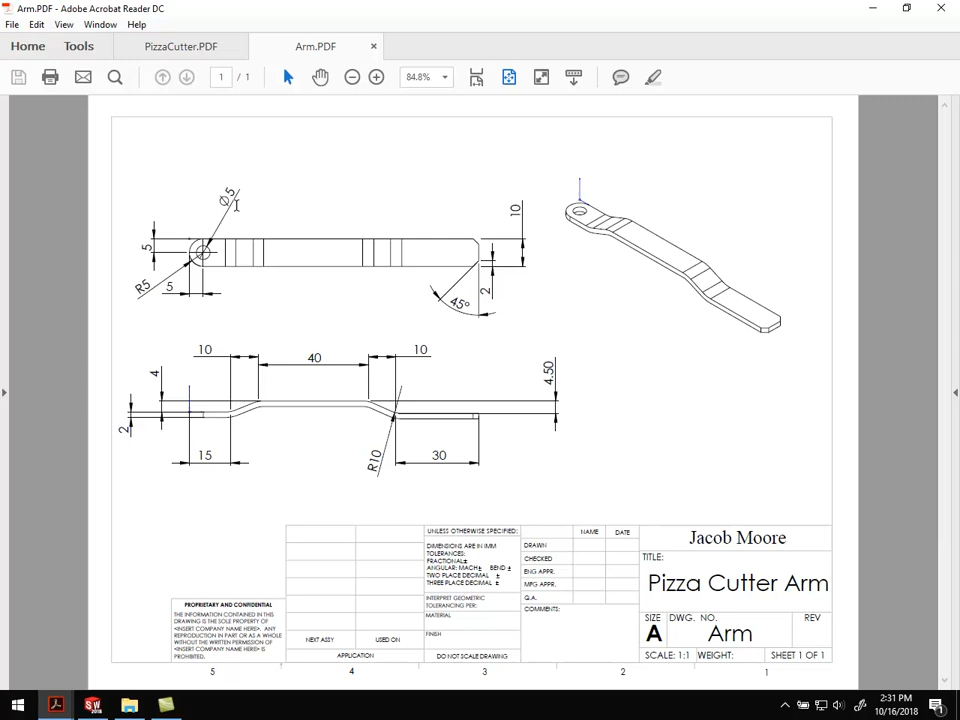 Arm.PDF - Adobe Acrobat Reader DC
File Edit View Window Help
Home Tools PizzaCutter.PDF Arm.PDF ×
1 / 1 84.8%
Ø5
10
5
R5
5
2
45°
10 40 10
4
4.50
2
15
R10
30
UNLESS OTHERWISE SPECIFIED:
DIMENSIONS ARE IN MM
TOLERANCES:
FRACTIONAL±
ANGULAR: MACH± BEND ±
TWO PLACE DECIMAL ±
THREE PLACE DECIMAL ±
INTERPRET GEOMETRIC
TOLERANCING PER:
MATERIAL
FINISH
DO NOT SCALE DRAWING
NAME DATE
DRAWN
CHECKED
ENG APPR.
MFG APPR.
Q.A.
COMMENTS:
Jacob Moore
TITLE:
Pizza Cutter Arm
SIZE DWG. NO. REV
A Arm
SCALE: 1:1 WEIGHT: SHEET 1 OF 1
PROPRIETARY AND CONFIDENTIAL
THE INFORMATION CONTAINED IN THIS
DRAWING IS THE SOLE PROPERTY OF
<INSERT COMPANY NAME HERE>. ANY
REPRODUCTION IN PART OR AS A WHOLE
WITHOUT THE WRITTEN PERMISSION OF
<INSERT COMPANY NAME HERE> IS
PROHIBITED.
NEXT ASSY USED ON
APPLICATION
5 4 3 2 1
SW
2018
2:31 PM
10/16/2018
1